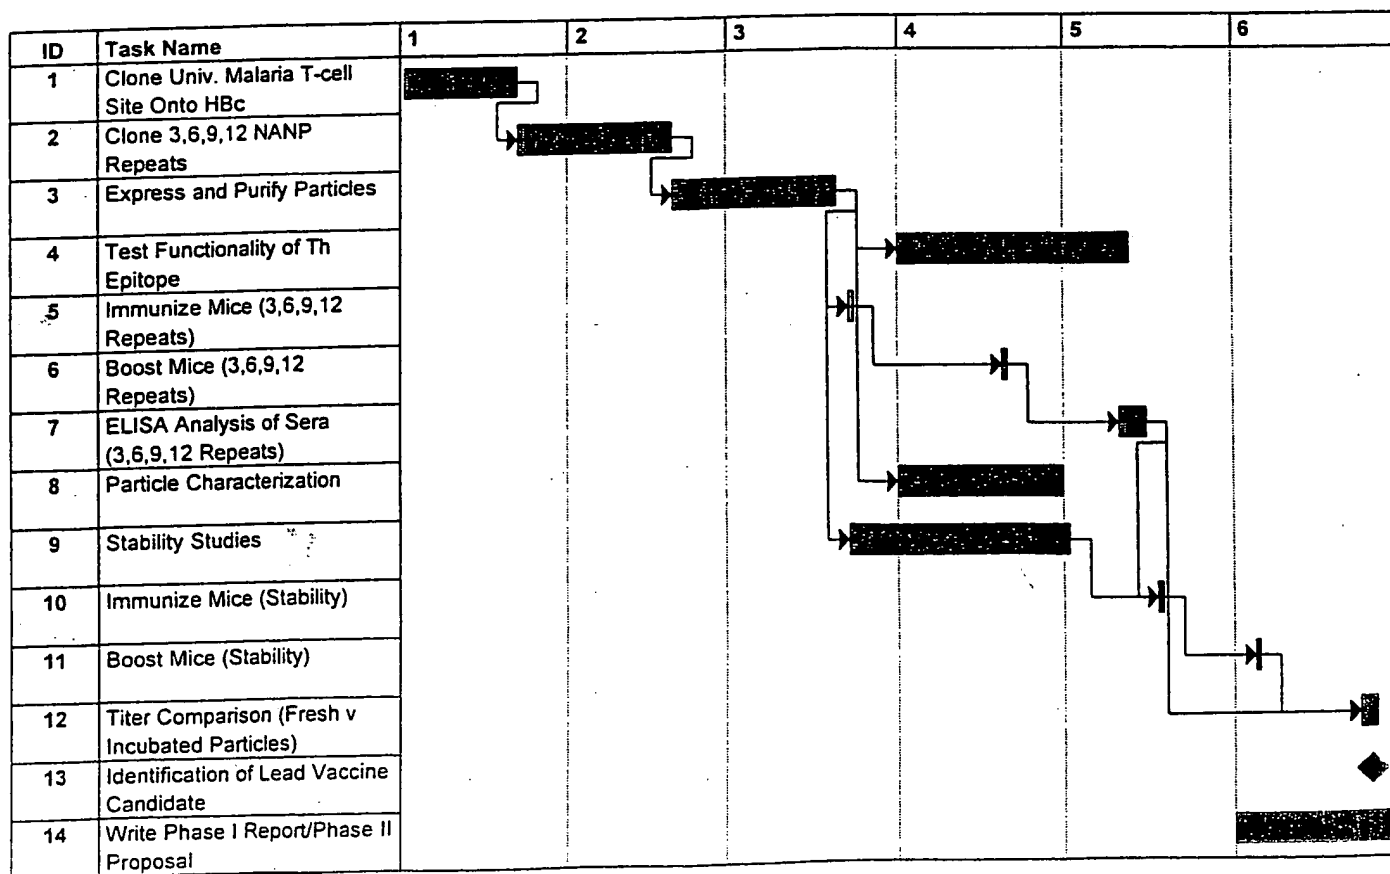 ID Task Name 1 2 3 4 5 6
1 Clone Univ. Malaria T-cell
Site Onto HBc
2 Clone 3,6,9,12 NANP
Repeats
3 Express and Purify Particles
4 Test Functionality of Th
Epitope
5 Immunize Mice (3,6,9,12
Repeats)
6 Boost Mice (3,6,9,12
Repeats)
7 ELISA Analysis of Sera
(3,6,9,12 Repeats)
8 Particle Characterization
9 Stability Studies
10 Immunize Mice (Stability)
11 Boost Mice (Stability)
12 Titer Comparison (Fresh v
Incubated Particles)
13 Identification of Lead Vaccine
Candidate
14 Write Phase I Report/Phase II
Proposal